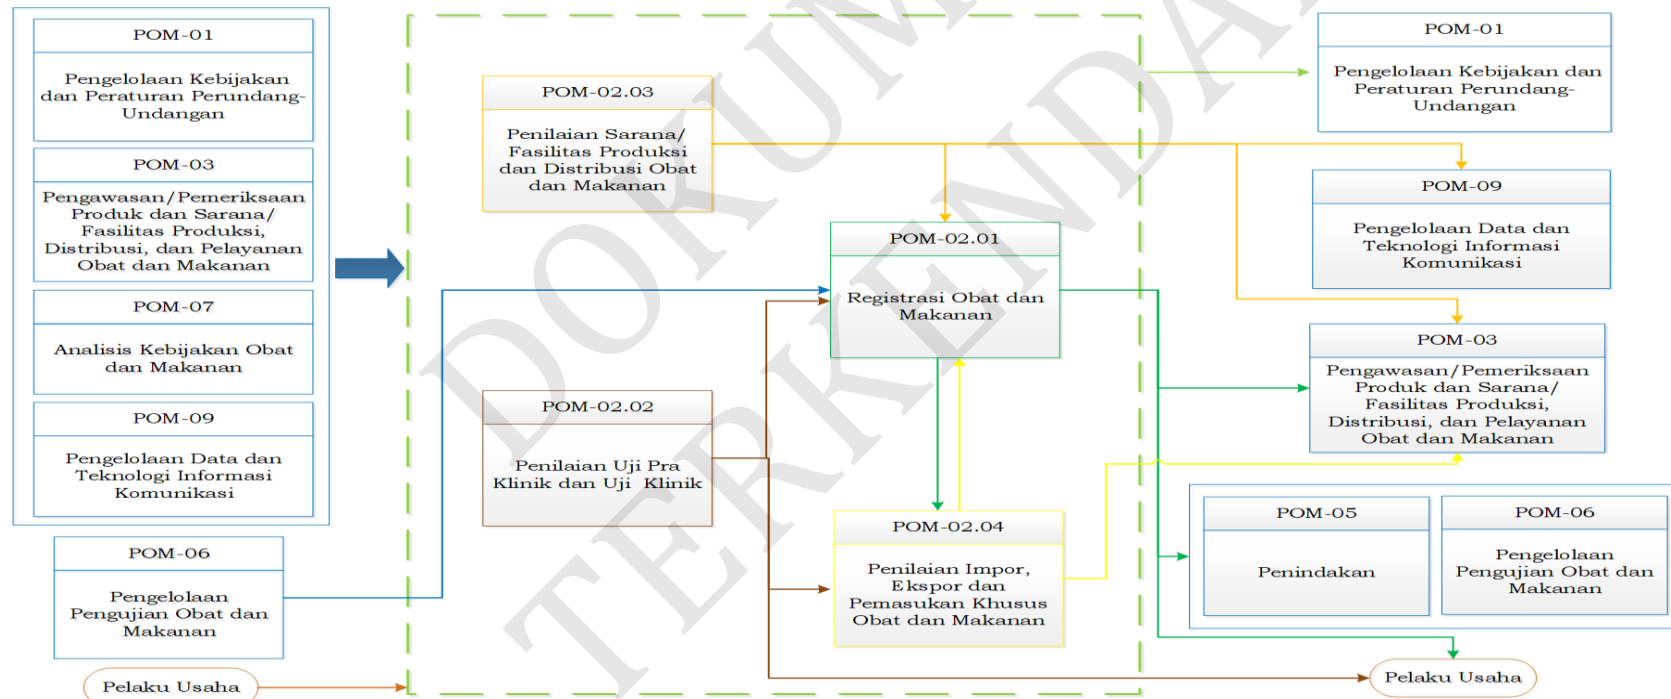 POM-01
Pengelolaan Kebijakan
dan Peraturan Perundang-
Undangan
POM-03
Pengawasan/Pemeriksaan
Produk dan Sarana/
Fasilitas Produksi,
Distribusi, dan Pelayanan
Obat dan Makanan
POM-07
Analisis Kebijakan Obat
dan Makanan
POM-09
Pengelolaan Data dan
Teknologi Informasi
Komunikasi
POM-06
Pengelolaan
Pengujian Obat dan
Makanan
Pelaku Usaha
POM-02.03
Penilaian Sarana/
Fasilitas Produksi
dan Distribusi Obat
dan Makanan
POM-02.02
Penilaian Uji Pra
Klinik dan Uji Klinik
POM-02.01
Registrasi Obat dan
Makanan
POM-02.04
Penilaian Impor,
Ekspor dan
Pemasukan Khusus
Obat dan Makanan
POM-01
Pengelolaan Kebijakan dan
Peraturan Perundang-
Undangan
POM-09
Pengelolaan Data dan
Teknologi Informasi
Komunikasi
POM-03
Pengawasan/Pemeriksaan
Produk dan Sarana/
Fasilitas Produksi,
Distribusi, dan Pelayanan
Obat dan Makanan
POM-05
Penindakan
POM-06
Pengelolaan
Pengujian Obat dan
Makanan
Pelaku Usaha
DOKUM
TERKENDA